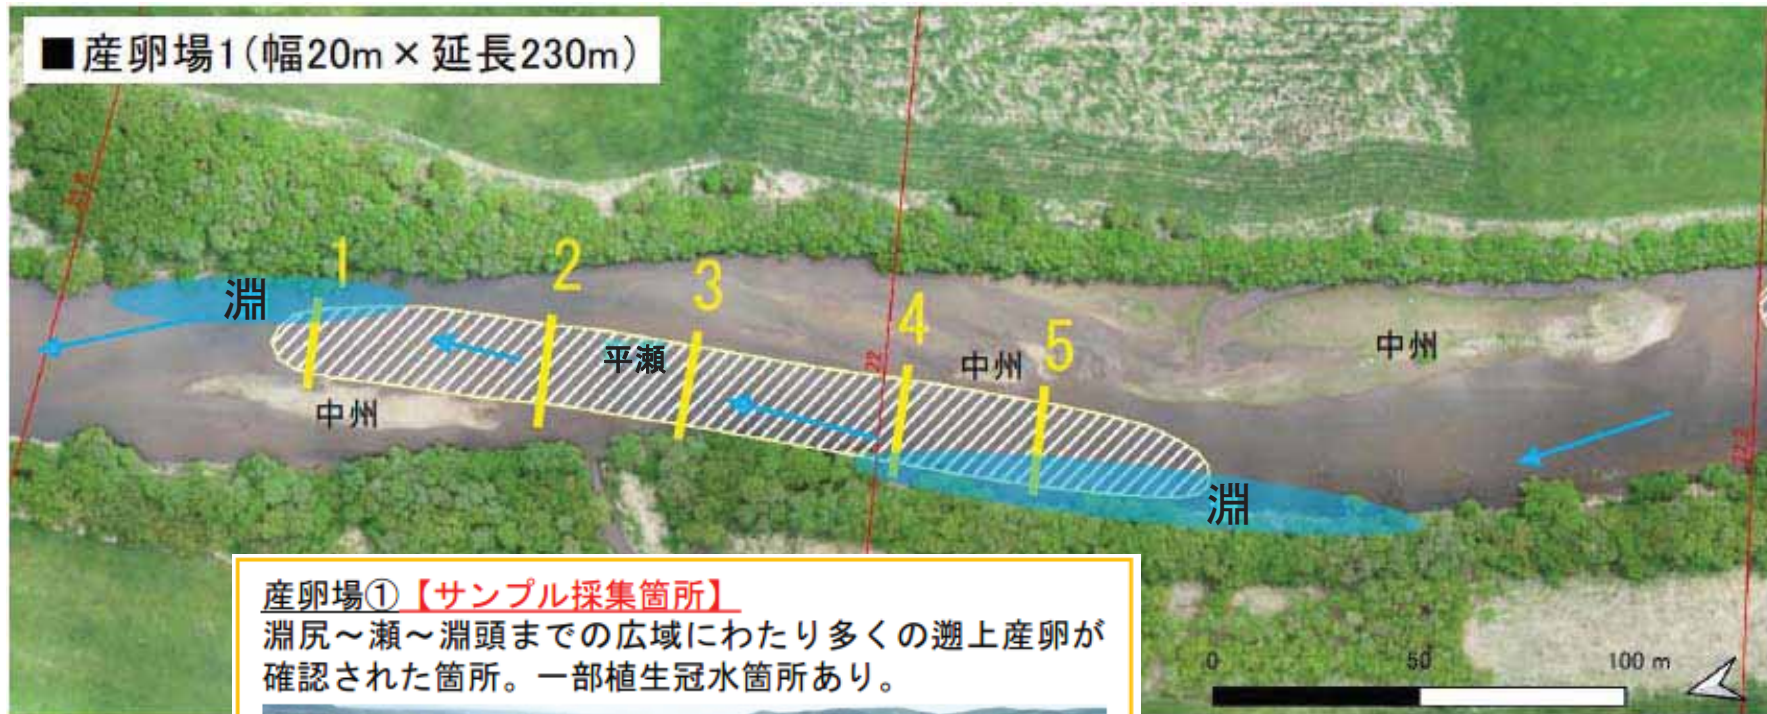 ■産卵場1(幅20m×延長230m)
1
2
3
4
5
淵
平瀬
22
中州
中州
中州
淵
産卵場①【サンプル採集箇所】
淵尻～瀬～淵頭までの広域にわたり多くの遡上産卵が
確認された箇所。一部植生冠水箇所あり。
0 50 100 m